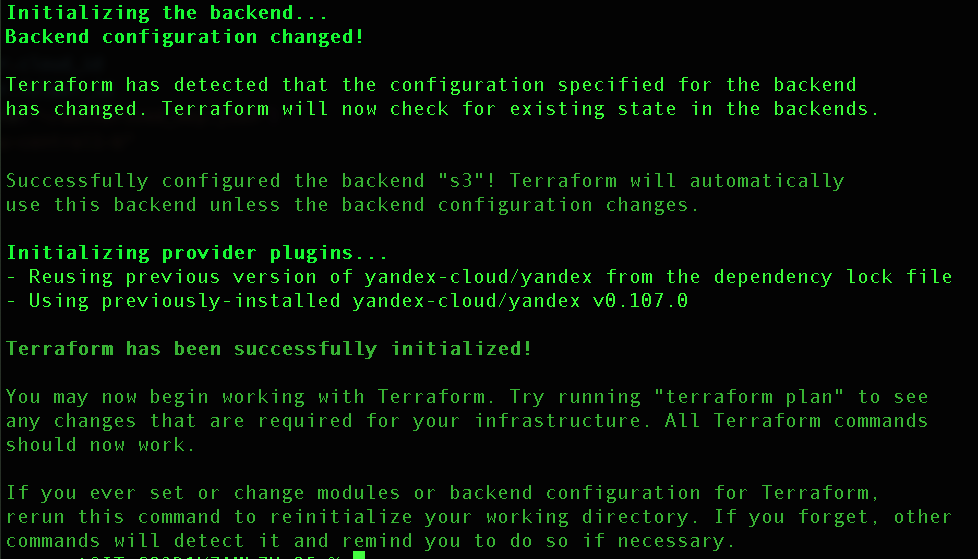 Initializing the backend...
Backend configuration changed!
Terraform has detected that the configuration specified for the backend
has changed. Terraform will now check for existing state in the backends.
Successfully configured the backend "s3"! Terraform will automatically
use this backend unless the backend configuration changes.
Initializing provider plugins...
- Reusing previous version of yandex-cloud/yandex from the dependency lock file
- Using previously-installed yandex-cloud/yandex v0.107.0
Terraform has been successfully initialized!
You may now begin working with Terraform. Try running "terraform plan" to see
any changes that are required for your infrastructure. All Terraform commands
should now work.
If you ever set or change modules or backend configuration for Terraform,
rerun this command to reinitialize your working directory. If you forget, other
commands will detect it and remind you to do so if necessary.